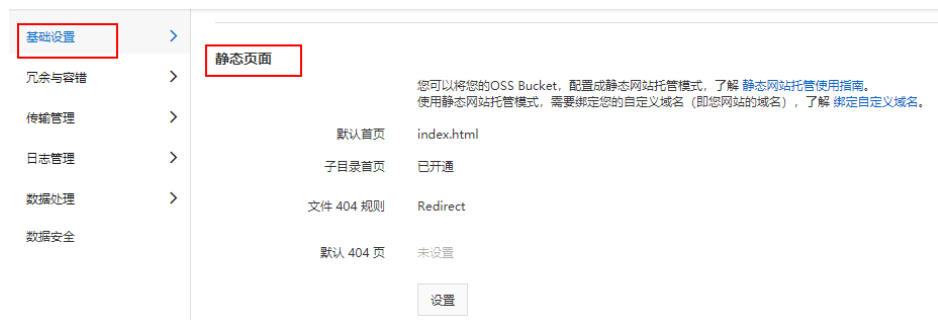 基础设置
冗余与容错
传输管理
日志管理
数据处理
数据安全
静态页面
您可以将您的OSS Bucket，配置成静态网站托管模式，了解 静态网站托管使用指南。
使用静态网站托管模式，需要绑定您的自定义域名（即您网站的域名），了解 绑定自定义域名。
默认首页 index.html
子目录首页 已开通
文件 404 规则 Redirect
默认 404 页 未设置
设置